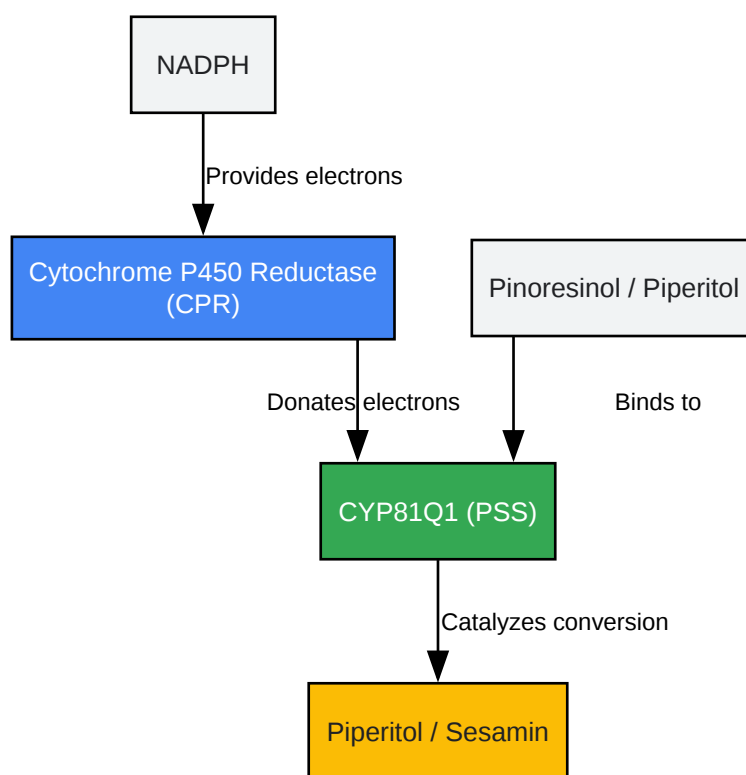 NADPH
Provides electrons
Cytochrome P450 Reductase
(CPR)
Pinoresinol / Piperitol
Donates electrons
Binds to
CYP81Q1 (PSS)
Catalyzes conversion
Piperitol / Sesamin